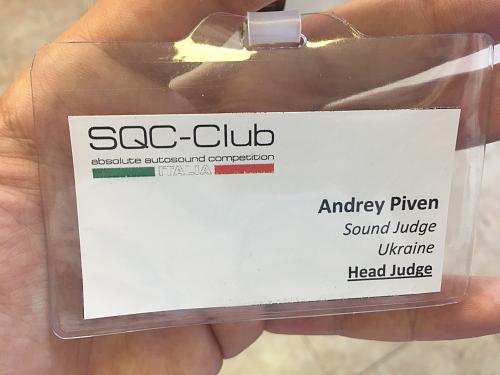 SQC-Club
absolute autosound competition
ITALIA
Andrey Piven
Sound Judge
Ukraine
Head Judge